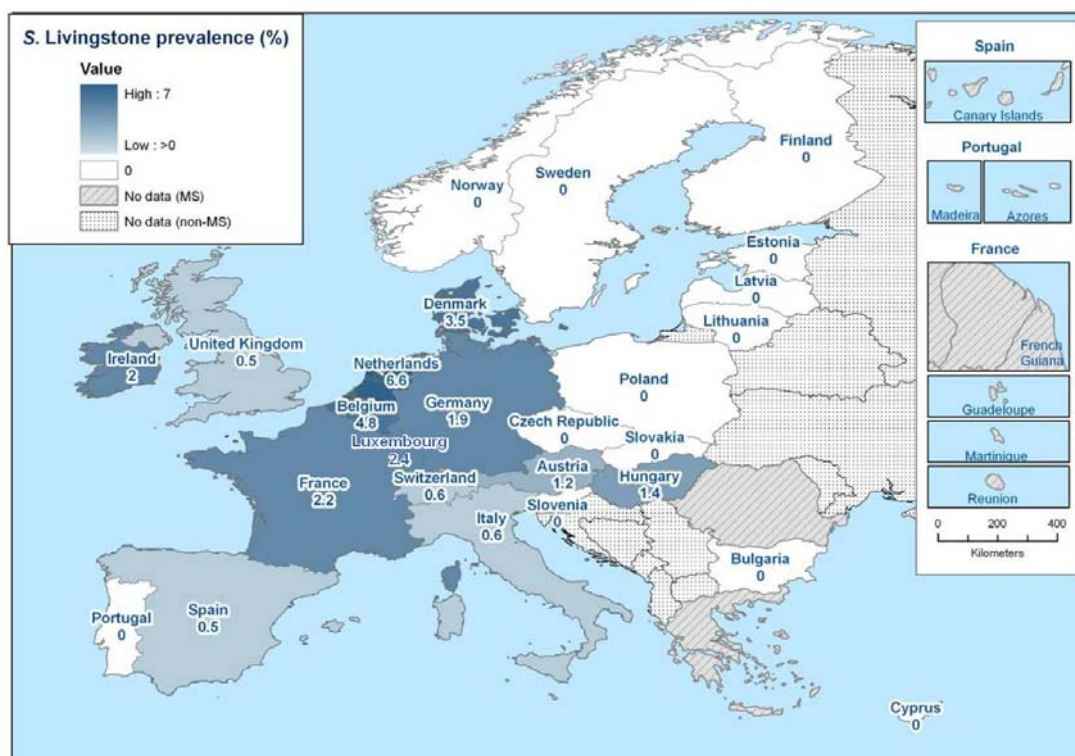 S. Livingstone prevalence (%)
Value
High : 7
Low : >0
0
No data (MS)
No data (non-MS)
Norway
0
Sweden
0
Finland
0
Estonia
0
Latvia
0
Lithuania
0
Denmark
3.5
United Kingdom
0.5
Ireland
2
Netherlands
6.6
Belgium
4.8
Germany
1.9
Poland
0
Czech Republic
0
Slovakia
0
Luxembourg
2.4
Austria
1.2
Hungary
1.4
Switzerland
0.6
France
2.2
Slovenia
0
Italy
0.6
Bulgaria
0
Portugal
0
Spain
0.5
Cyprus
0
Spain
Canary Islands
Portugal
Madeira
Azores
France
French
Guiana
Guadeloupe
Martinique
Reunion
0 200 400
Kilometers